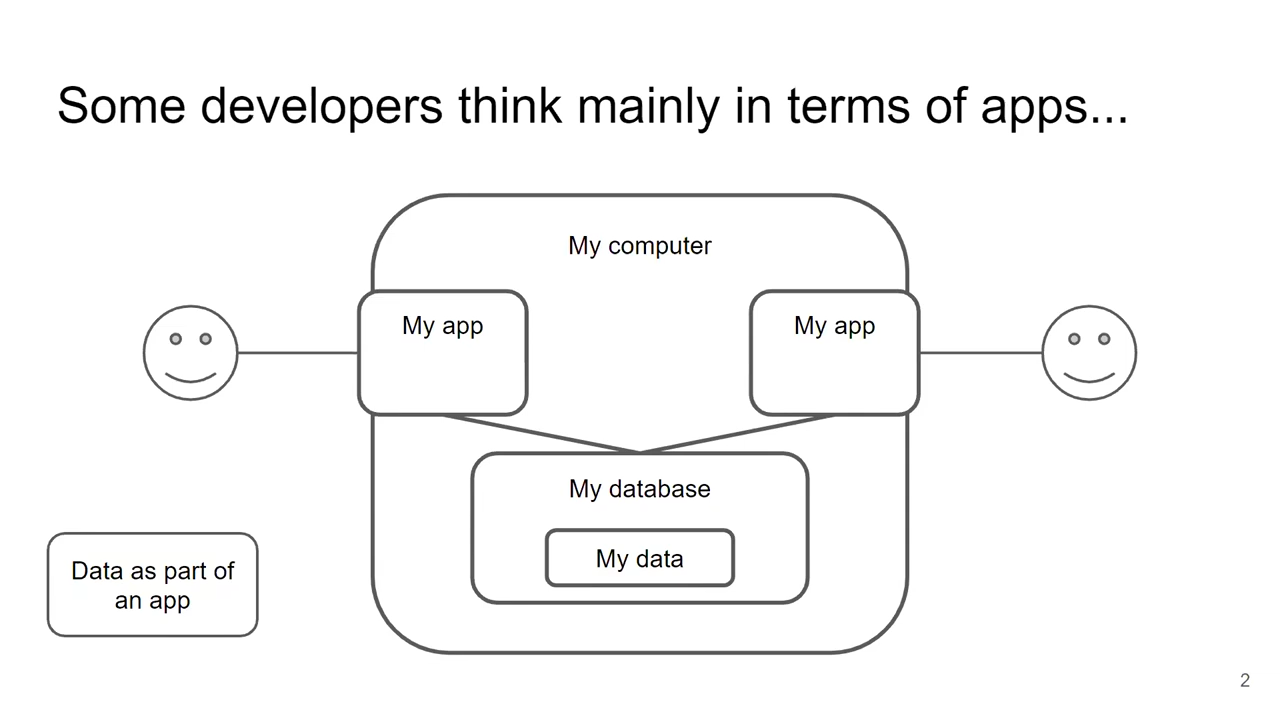 Some developers think mainly in terms of apps...
My computer
My app
My app
My database
My data
Data as part of
an app
2